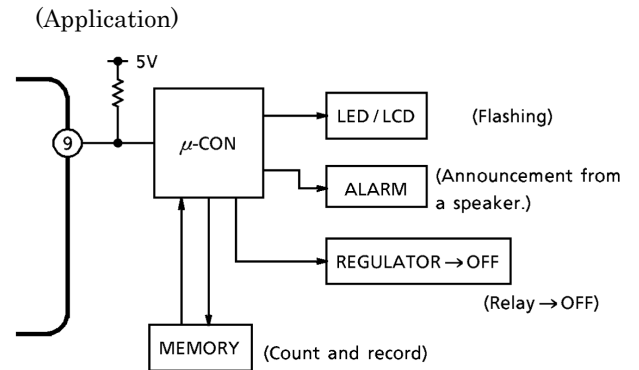 (Application)
5V
9
μ-CON
LED / LCD
(Flashing)
ALARM
(Announcement from
a speaker.)
REGULATOR → OFF
(Relay → OFF)
MEMORY
(Count and record)